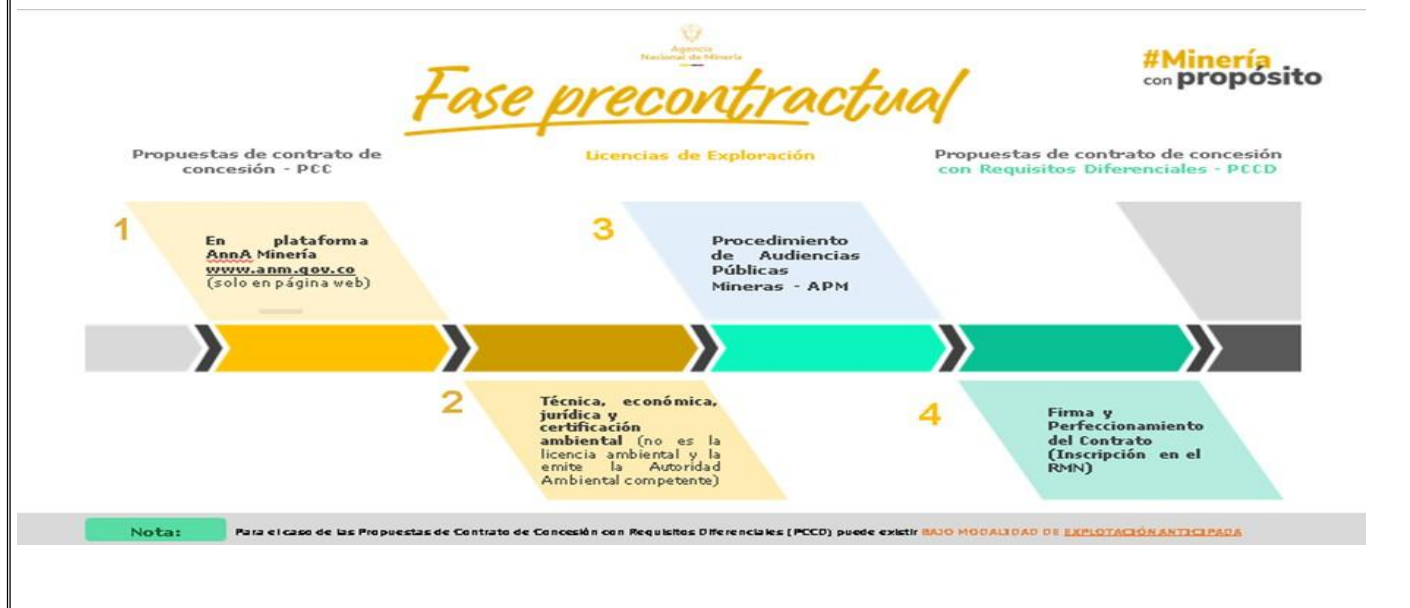 Agencia
Nacional de Minería
#Minería
con propósito
Fase precontractual
Propuestas de contrato de
concesión - PCC
Licencias de Exploración
Propuestas de contrato de concesión
con Requisitos Diferenciales - PCCD
1
En plataforma
AnnA Minería
www.anm.gov.co
(solo en página web)
3
Procedimiento
de Audiencias
Públicas
Mineras - APM
2
Técnica, económica,
jurídica y
certificación
ambiental (no es la
licencia ambiental y la
emite la Autoridad
Ambiental competente)
4
Firma y
Perfeccionamiento
del Contrato
(Inscripción en el
RMN)
Nota: Para el caso de las Propuestas de Contrato de Concesión con Requisitos Diferenciales (PCCD) puede existir BAJO MODALIDAD DE EXPLOTACIÓN ANTICIPADA